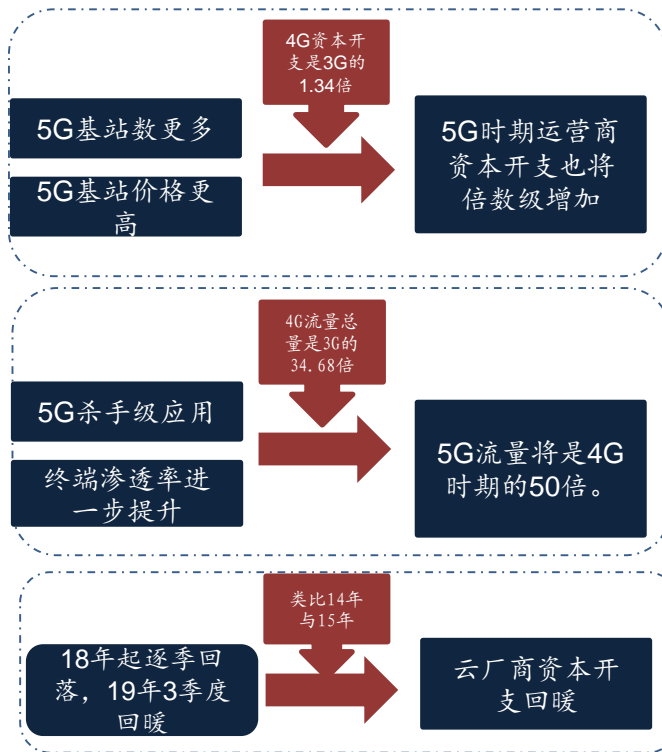 4G资本开
支是3G的
1.34倍
5G基站数更多
5G基站价格更
高
5G时期运营商
资本开支也将
倍数级增加
4G流量总
量是3G的
34.68倍
5G杀手级应用
终端渗透率进
一步提升
5G流量将是4G
时期的50倍。
类比14年
与15年
18年起逐季回
落，19年3季度
回暖
云厂商资本开
支回暖